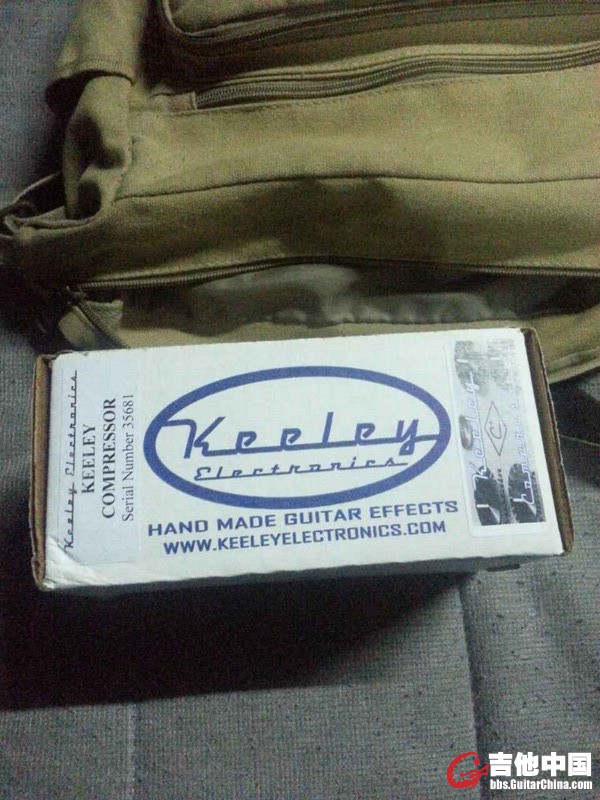 Keeley Electronics
KEELEY
COMPRESSOR
Serial Number 35681
Keeley
Electronics
HAND MADE GUITAR EFFECTS
WWW.KEELEYELECTRONICS.COM
Keeley
C
吉他中国
bbs.GuitarChina.com